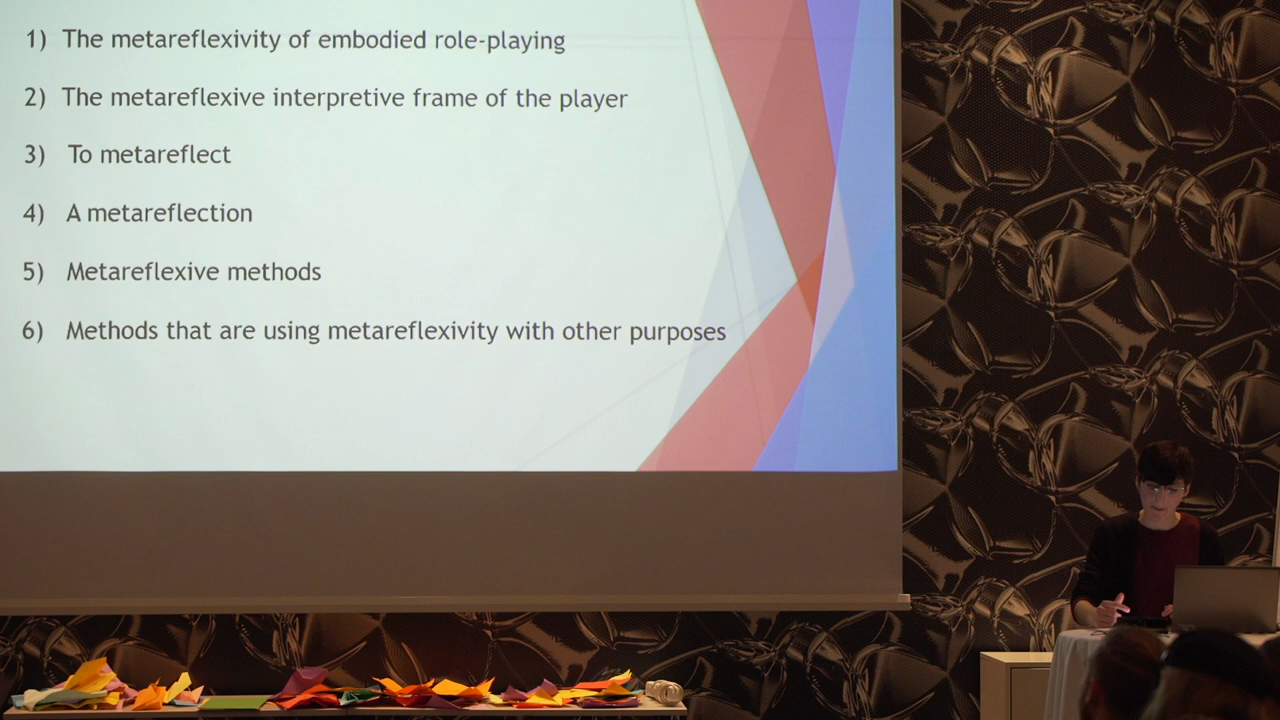 1) The metareflexivity of embodied role-playing
2) The metareflexive interpretive frame of the player
3) To metareflect
4) A metareflection
5) Metareflexive methods
6) Methods that are using metareflexivity with other purposes